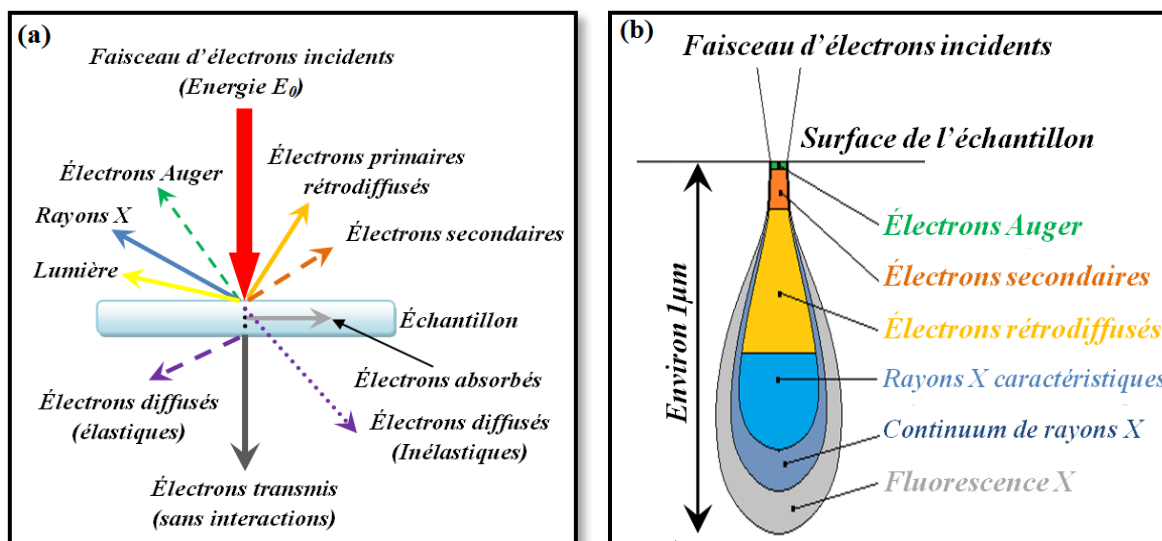 (a)
Faisceau d'électrons incidents
(Energie E₀)
Électrons primaires
rétrodiffusés
Électrons Auger
Rayons X
Électrons secondaires
Lumière
Échantillon
Électrons absorbés
Électrons diffusés
(élastiques)
Électrons diffusés
(Inélastiques)
Électrons transmis
(sans interactions)
(b)
Faisceau d'électrons incidents
Surface de l'échantillon
Environ 1µm
Électrons Auger
Électrons secondaires
Électrons rétrodiffusés
Rayons X caractéristiques
Continuum de rayons X
Fluorescence X